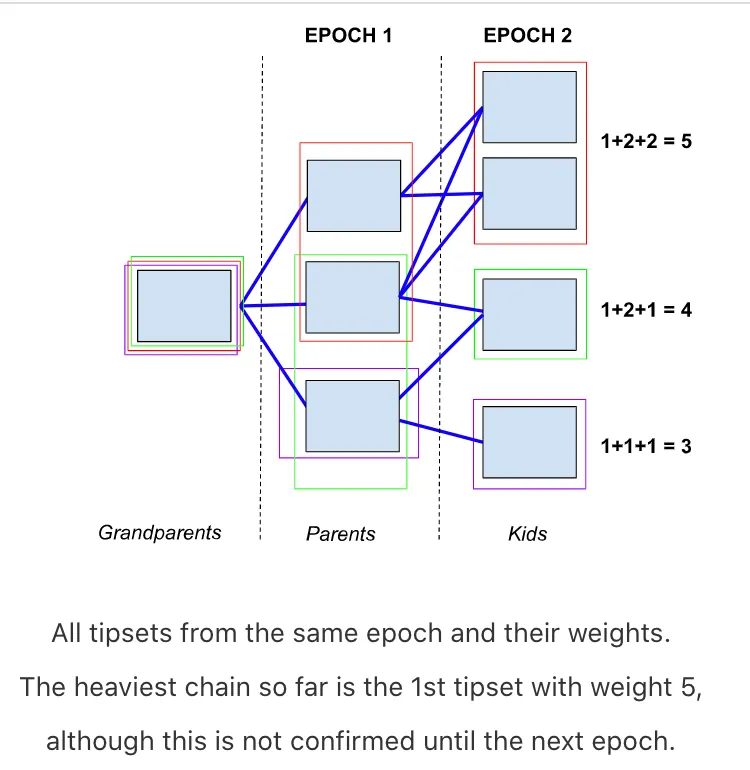 EPOCH 1
EPOCH 2
1+2+2 = 5
1+2+1 = 4
1+1+1 = 3
Grandparents
Parents
Kids
All tipsets from the same epoch and their weights.
The heaviest chain so far is the 1st tipset with weight 5,
although this is not confirmed until the next epoch.